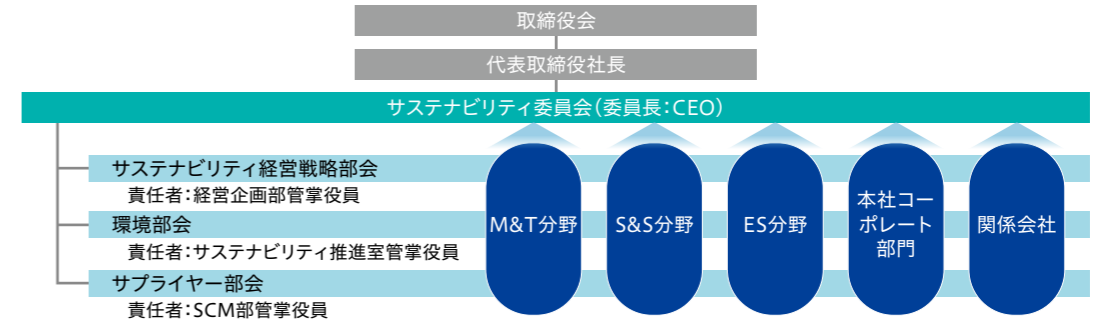 取締役会
代表取締役社長
サステナビリティ委員会(委員長:CEO)
サステナビリティ経営戦略部会
責任者:経営企画部管掌役員
環境部会
責任者:サステナビリティ推進室管掌役員
サプライヤー部会
責任者:SCM部管掌役員
M&T分野
S&S分野
ES分野
本社コー
ポレート
部門
関係会社